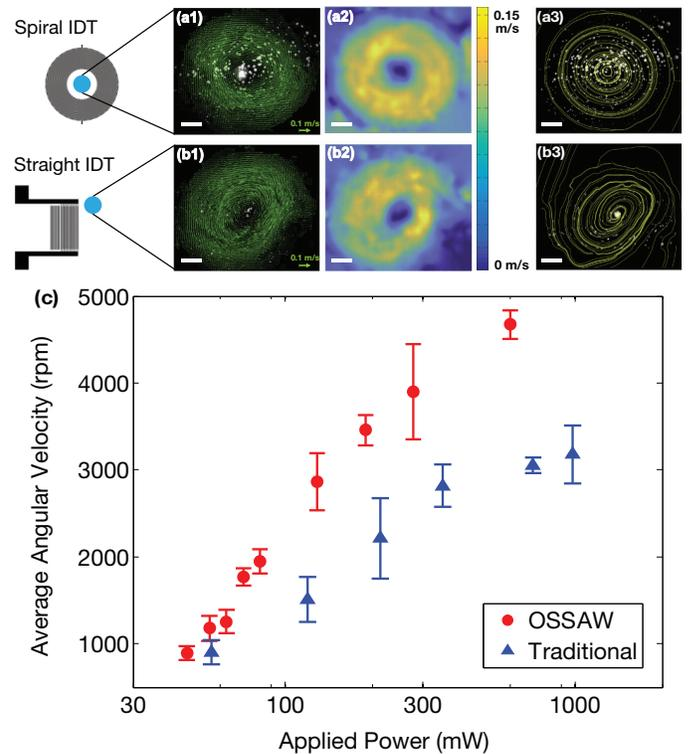 Spiral IDT
(a1)
0.1 m/s
(a2)
0.15
m/s
(a3)
Straight IDT
(b1)
0.1 m/s
(b2)
0 m/s
(b3)
(c)
5000
4000
3000
2000
1000
Average Angular Velocity (rpm)
OSSAW
Traditional
30
100
300
1000
Applied Power (mW)